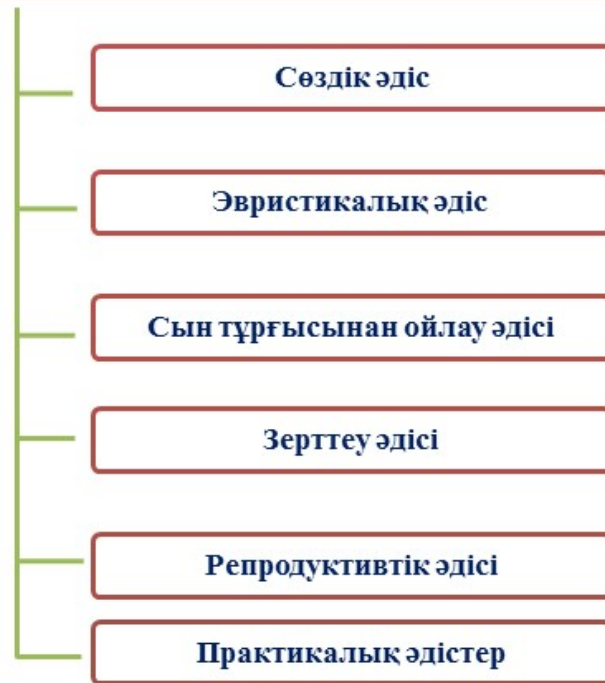 Сөздік әдіс
Эвристикалық әдіс
Сын тұрғысынан ойлау әдісі
Зерттеу әдісі
Репродуктивтік әдісі
Практикалық әдістер